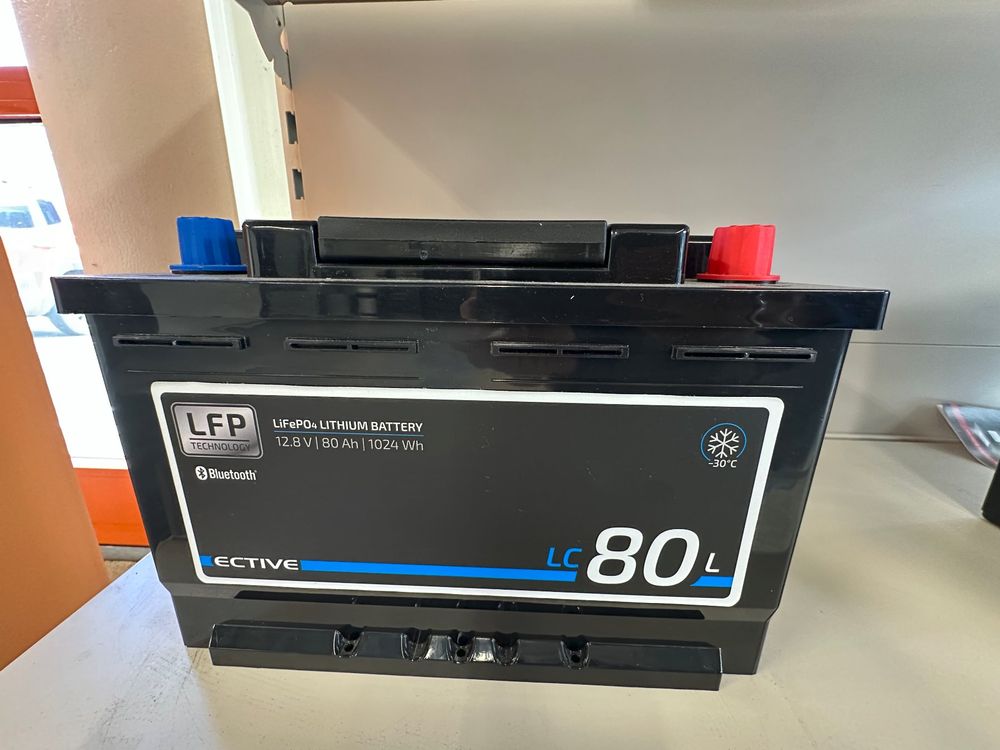 LFP
TECHNOLOGY
LiFePO4 LITHIUM BATTERY
12.8 V | 80 Ah | 1024 Wh
Bluetooth
-30°C
ECTIVE
LC 80 L